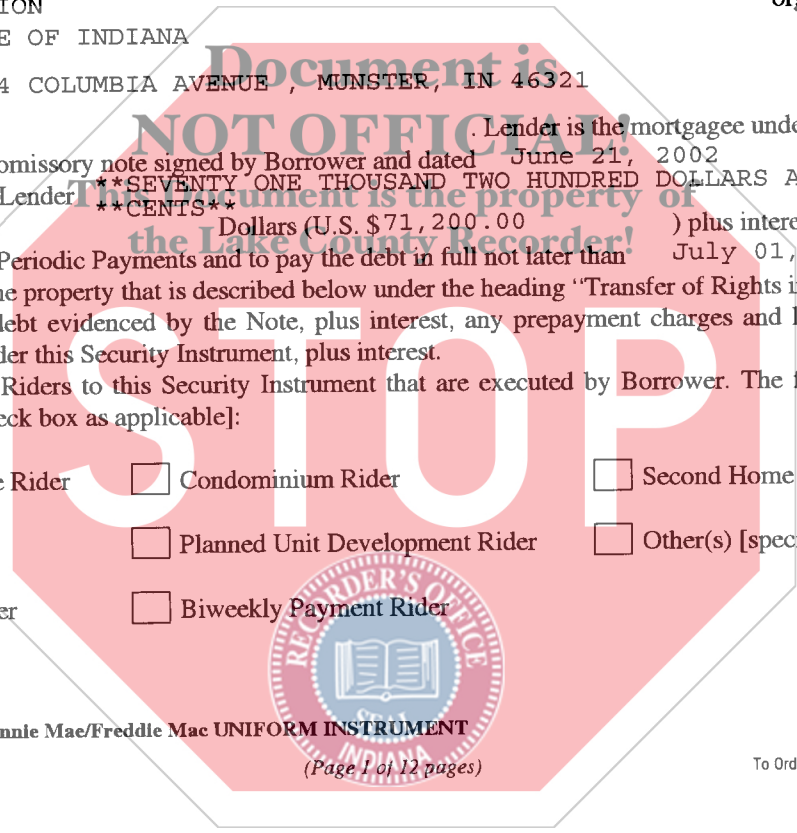 ION
E OF INDIANA
4 COLUMBIA AVENUE , MUNSTER, IN 46321
Document is
NOT OFFICIAL!
This Document is the property of
the Lake County Recorder!
. Lender is the mortgagee unde
omissory note signed by Borrower and dated June 21, 2002
Lender **SEVENTY ONE THOUSAND TWO HUNDRED DOLLARS A
**CENTS**
Dollars (U.S. $71,200.00 ) plus intere
Periodic Payments and to pay the debt in full not later than July 01,
ne property that is described below under the heading "Transfer of Rights i
debt evidenced by the Note, plus interest, any prepayment charges and l
der this Security Instrument, plus interest.
Riders to this Security Instrument that are executed by Borrower. The f
eck box as applicable]:
STOP
e Rider Condominium Rider Second Home
Planned Unit Development Rider Other(s) [speci
er Biweekly Payment Rider
RECORDER'S OFFICE
SEAL
INDIANA
nnie Mae/Freddie Mac UNIFORM INSTRUMENT
(Page 1 of 12 pages)
To Ord